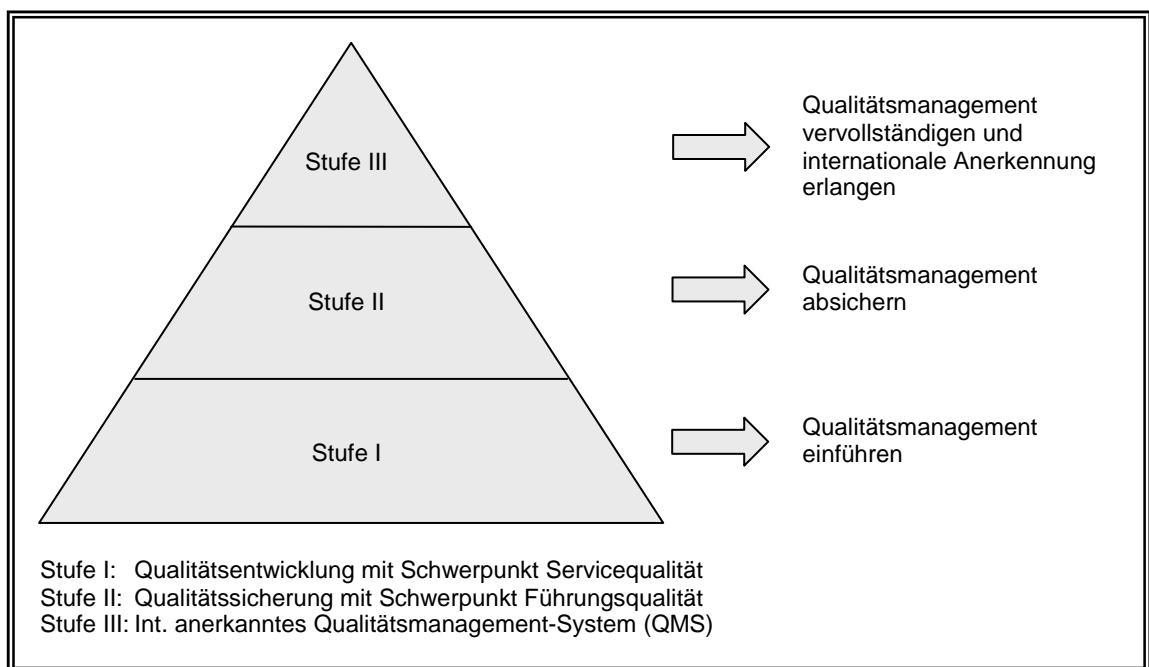 Stufe III
Qualitätsmanagement
vervollständigen und
internationale Anerkennung
erlangen
Stufe II
Qualitätsmanagement
absichern
Stufe I
Qualitätsmanagement
einführen
Stufe I: Qualitätsentwicklung mit Schwerpunkt Servicequalität
Stufe II: Qualitätssicherung mit Schwerpunkt Führungsqualität
Stufe III: Int. anerkanntes Qualitätsmanagement-System (QMS)